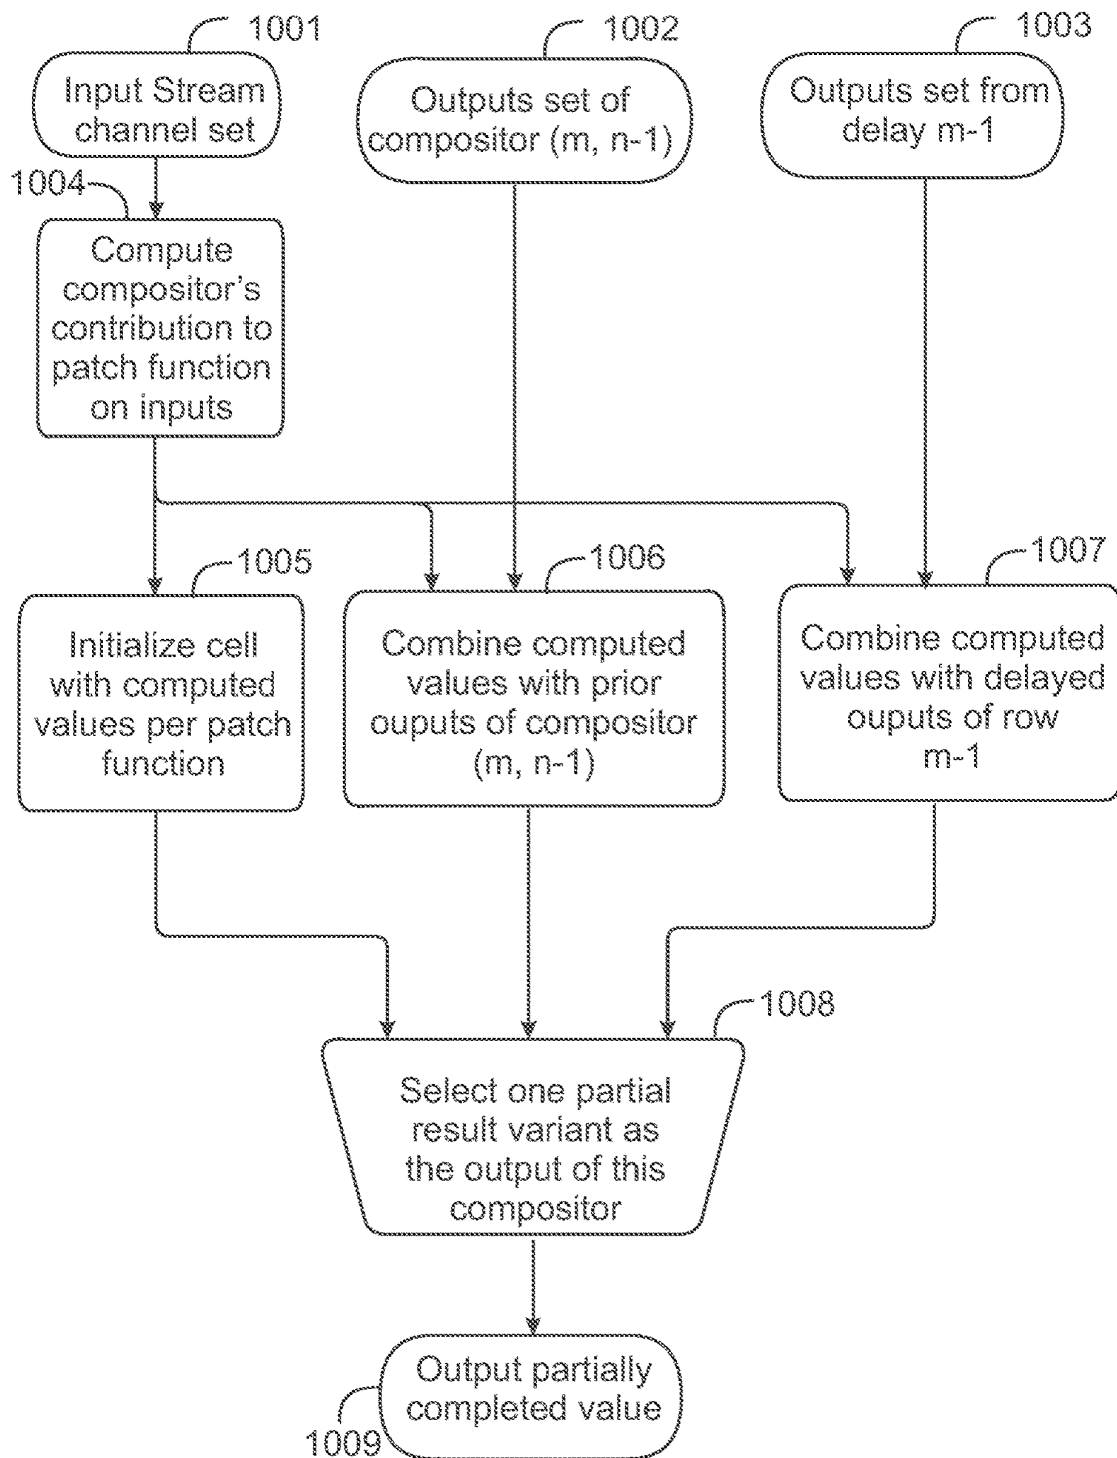 1001
1002
1003
Input Stream
channel set
Outputs set of
compositor (m, n-1)
Outputs set from
delay m-1
1004
Compute
compositor's
contribution to
patch function
on inputs
1005
1006
1007
Initialize cell
with computed
values per patch
function
Combine computed
values with prior
ouputs of compositor
(m, n-1)
Combine computed
values with delayed
ouputs of row
m-1
1008
Select one partial
result variant as
the output of this
compositor
Output partially
completed value
1009